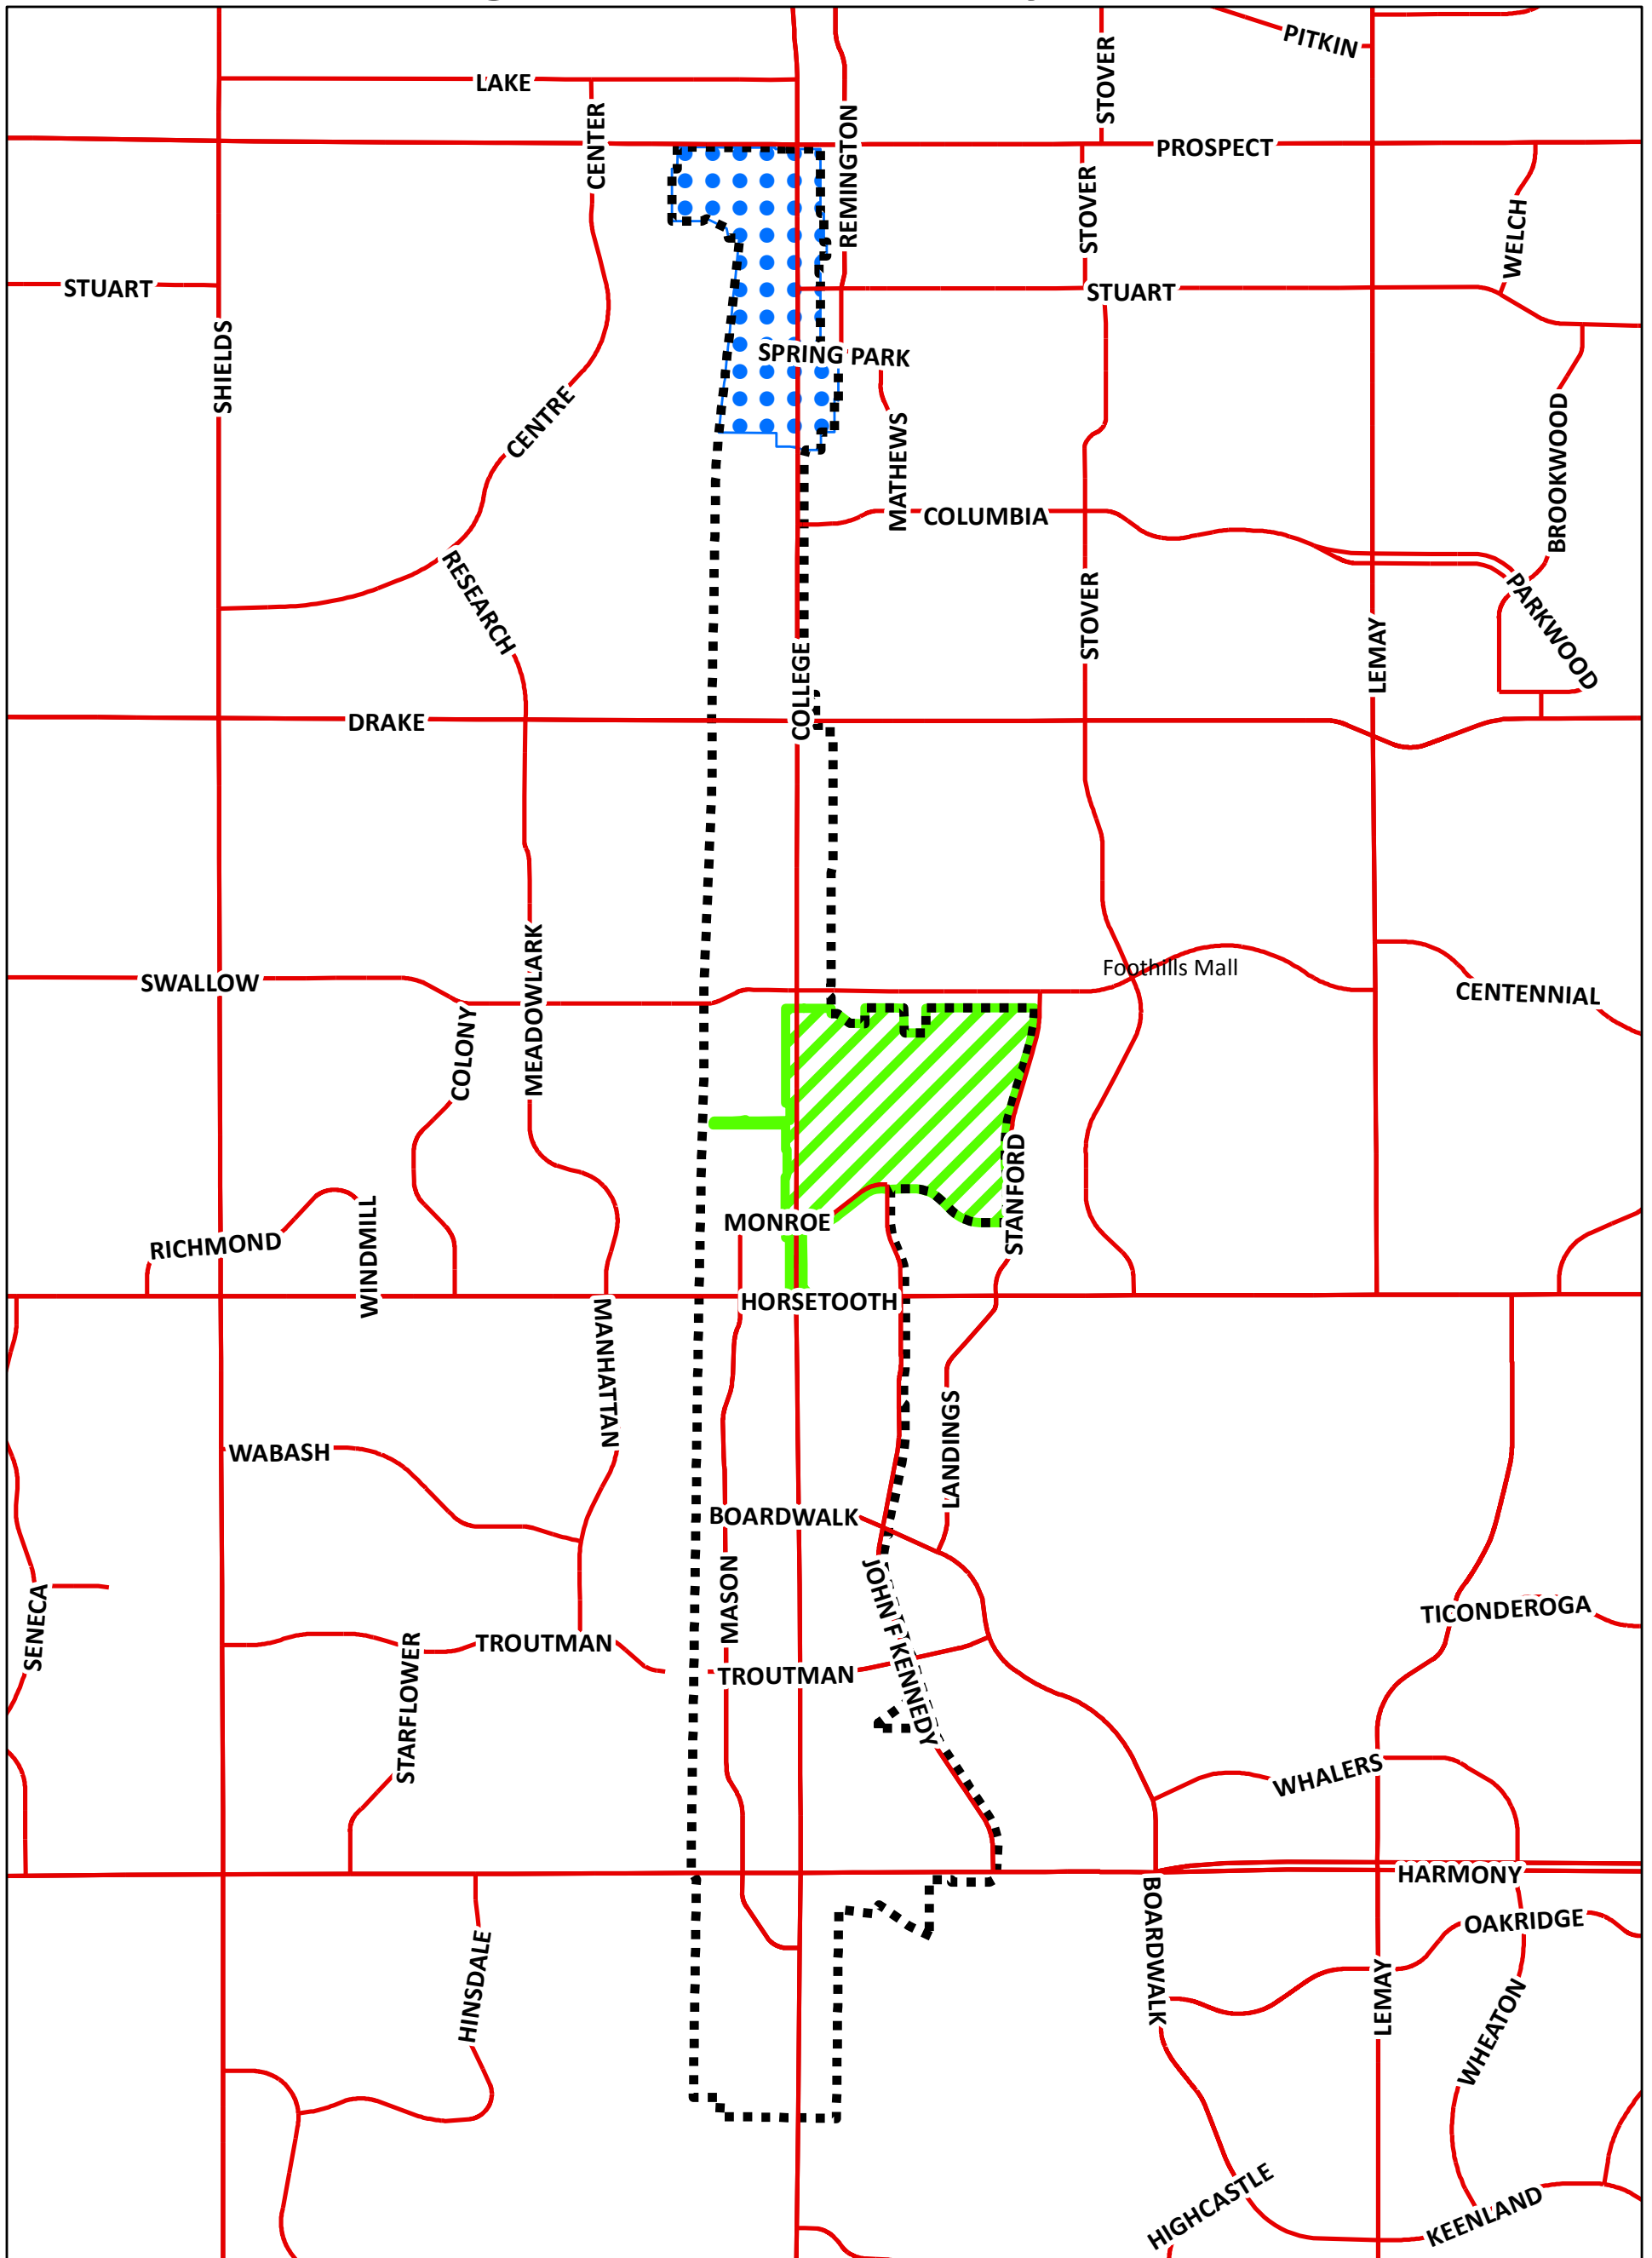 PITKIN
STOVER
LAKE
CENTER
REMINGTON
PROSPECT
STOVER
WELCH
STUART
STUART
SHIELDS
SPRING PARK
CENTRE
MATHEWS
BROOKWOOD
COLUMBIA
RESEARCH
STOVER
PARKWOOD
LEMAY
COLLEGE
DRAKE
MEADOWLARK
Foothills Mall
SWALLOW
CENTENNIAL
COLONY
STANFORD
MONROE
RICHMOND
WINDMILL
HORSETOOTH
MANHATTAN
LANDINGS
WABASH
BOARDWALK
MASON
JOHN F KENNEDY
SENECA
TICONDEROGA
TROUTMAN
TROUTMAN
STARFLOWER
WHALERS
HARMONY
BOARDWALK
OAKRIDGE
HINSDALE
LEMAY
WHEATON
HIGHCASTLE
KEENLAND